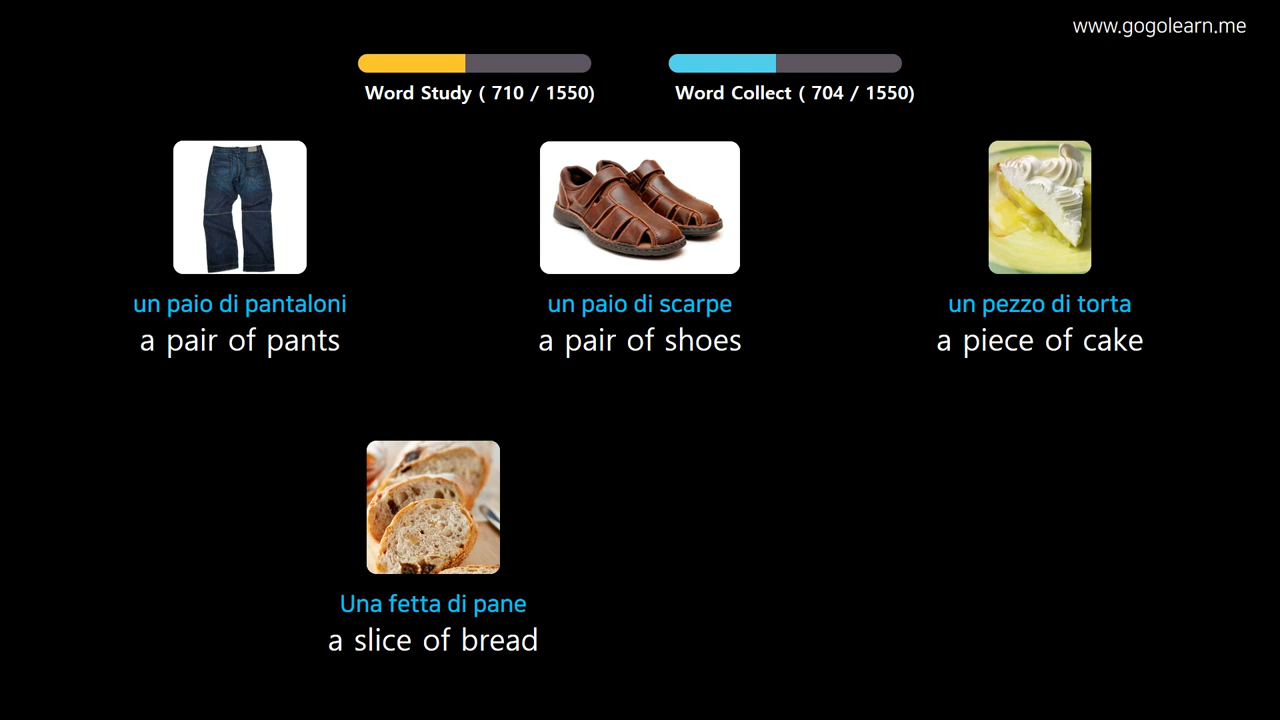 www.gogolearn.me
Word Study ( 710 / 1550)
Word Collect ( 704 / 1550)
un paio di pantaloni
a pair of pants
un paio di scarpe
a pair of shoes
un pezzo di torta
a piece of cake
Una fetta di pane
a slice of bread